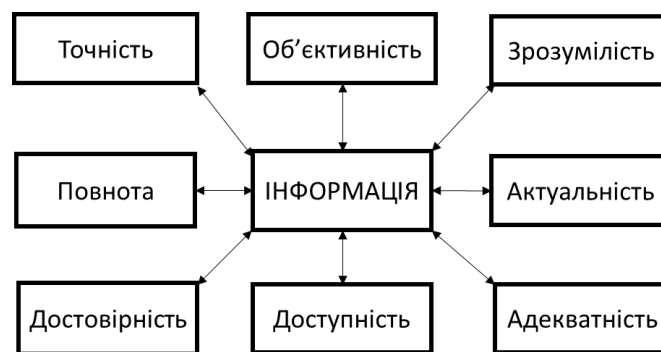 Точність
Об’єктивність
Зрозумілість
Повнота
ІНФОРМАЦІЯ
Актуальність
Достовірність
Доступність
Адекватність